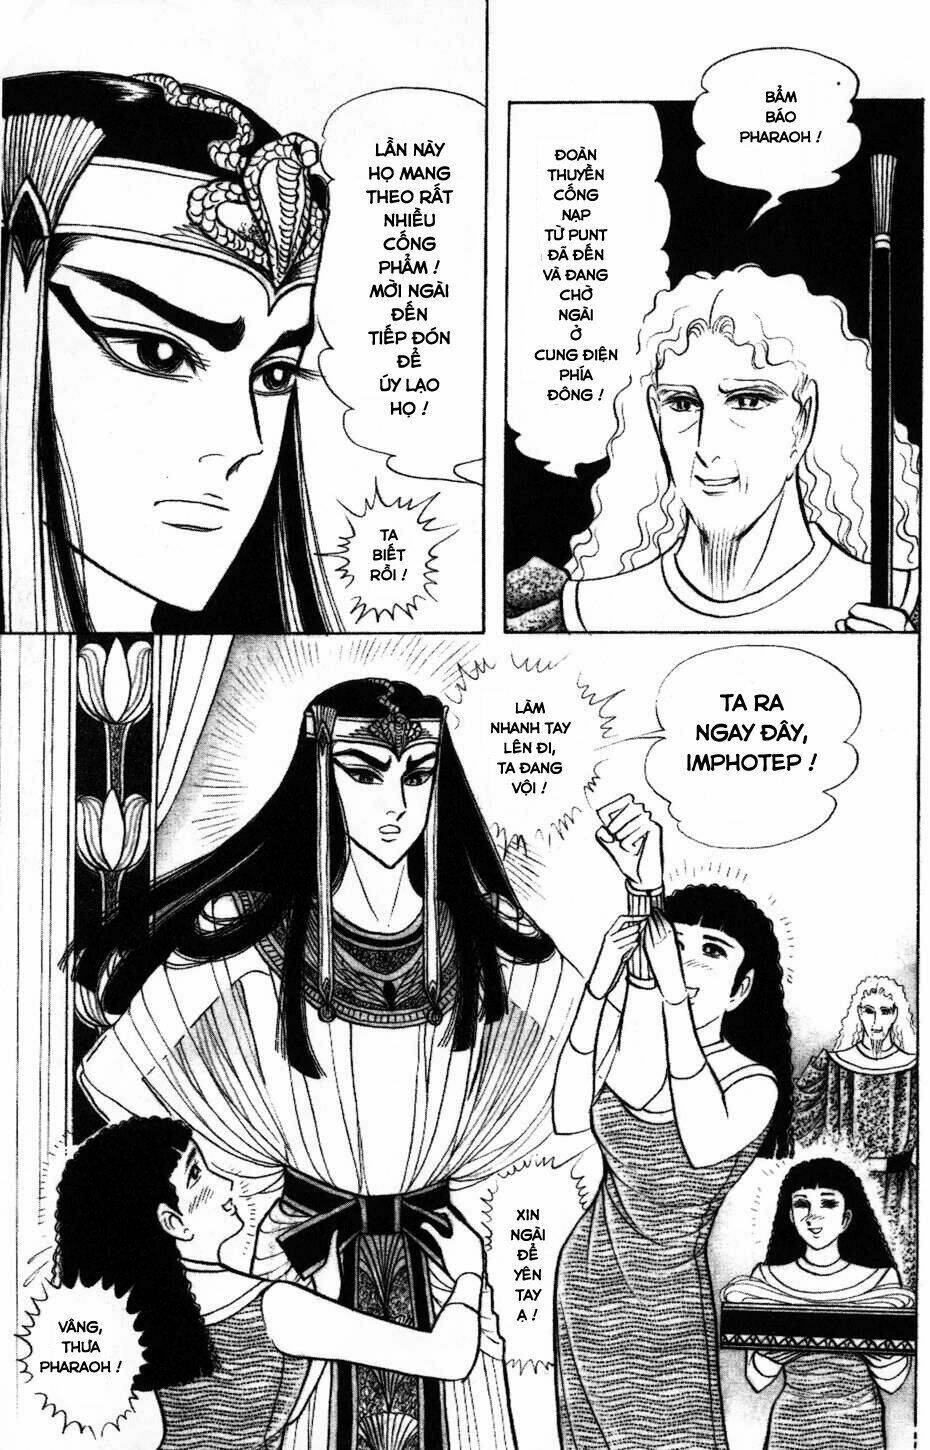 BẨM
BÁO
PHARAOH !
ĐOÀN
THUYỀN
CỐNG
NẠP
TỪ PUNT
ĐÃ ĐẾN
VÀ ĐANG
CHỜ
NGÀI
Ở
CUNG ĐIỆN
PHÍA
ĐÔNG !
LẦN NÀY
HỌ MANG
THEO RẤT
NHIỀU
CỐNG
PHẨM !
MỜI NGÀI
ĐẾN
TIẾP ĐÓN
ĐỂ
ÚY LẠO
HỌ !
TA
BIẾT
RỒI !
TA RA
NGAY ĐÂY,
IMPHOTEP !
LÀM
NHANH TAY
LÊN ĐI,
TA ĐANG
VỘI !
XIN
NGÀI
ĐỂ
YÊN
TAY
Ạ !
VÂNG,
THƯA
PHARAOH !